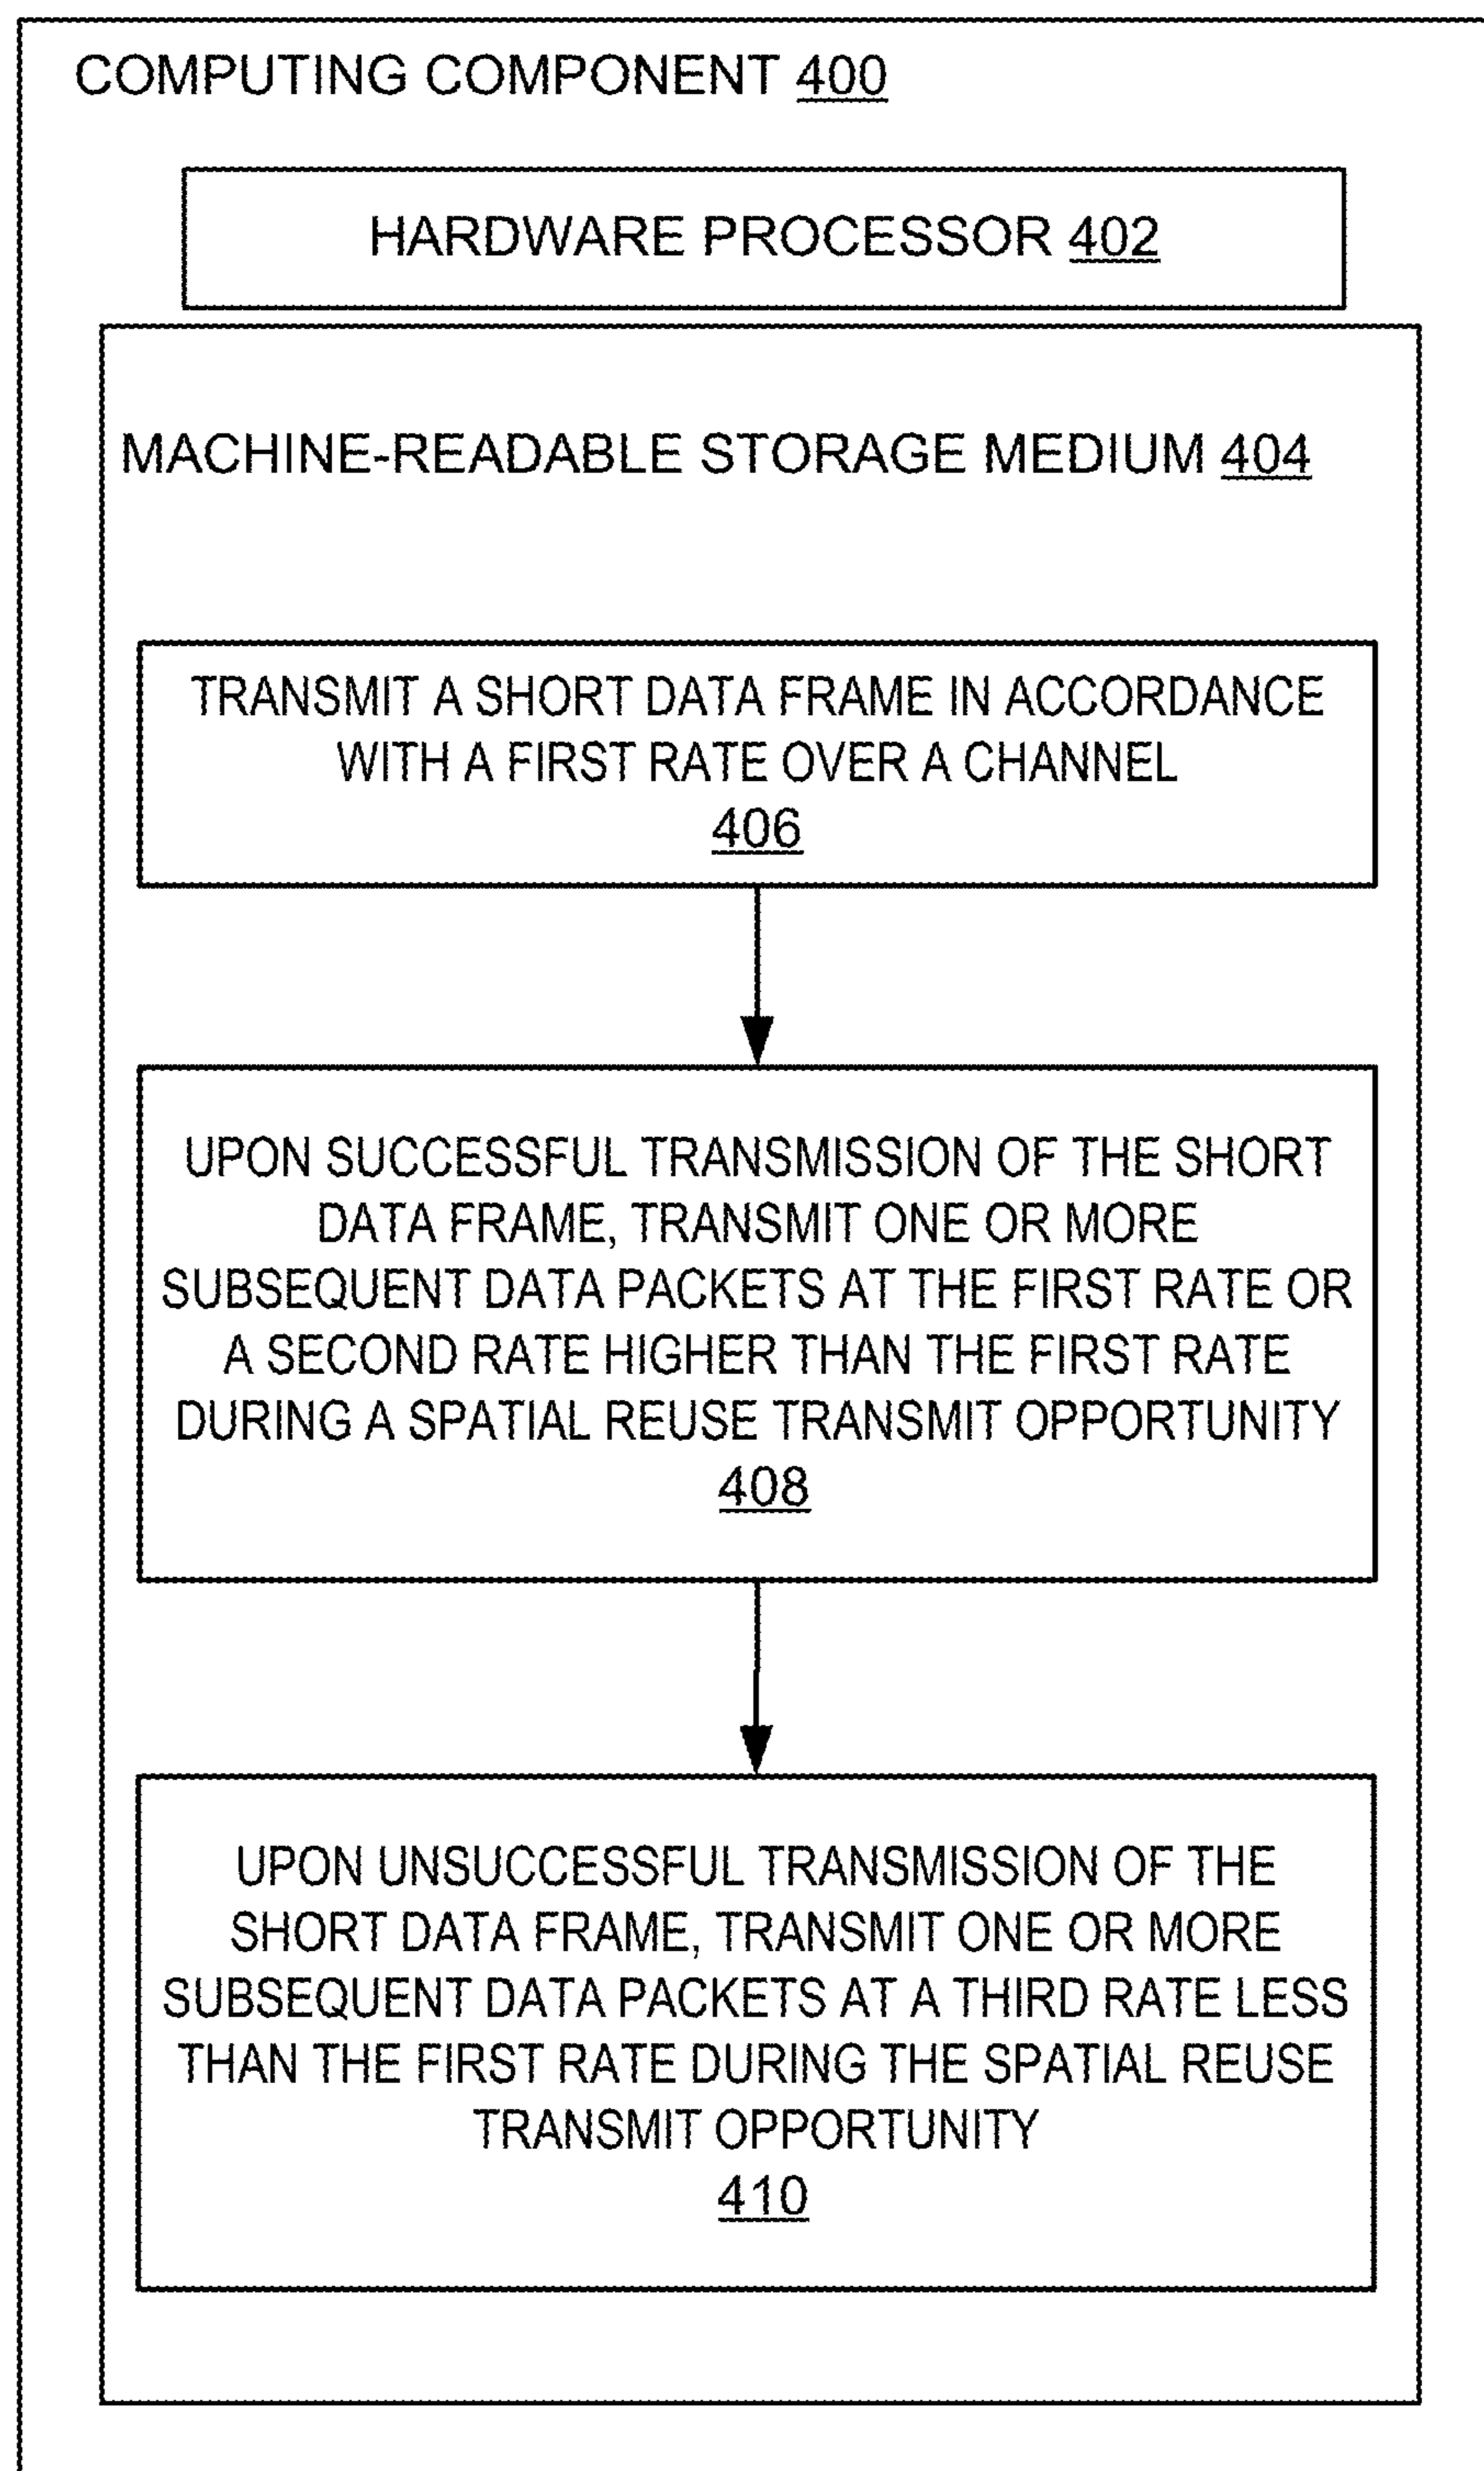 COMPUTING COMPONENT 400
HARDWARE PROCESSOR 402
MACHINE-READABLE STORAGE MEDIUM 404
TRANSMIT A SHORT DATA FRAME IN ACCORDANCE
WITH A FIRST RATE OVER A CHANNEL
406
UPON SUCCESSFUL TRANSMISSION OF THE SHORT
DATA FRAME, TRANSMIT ONE OR MORE
SUBSEQUENT DATA PACKETS AT THE FIRST RATE OR
A SECOND RATE HIGHER THAN THE FIRST RATE
DURING A SPATIAL REUSE TRANSMIT OPPORTUNITY
408
UPON UNSUCCESSFUL TRANSMISSION OF THE
SHORT DATA FRAME, TRANSMIT ONE OR MORE
SUBSEQUENT DATA PACKETS AT A THIRD RATE LESS
THAN THE FIRST RATE DURING THE SPATIAL REUSE
TRANSMIT OPPORTUNITY
410